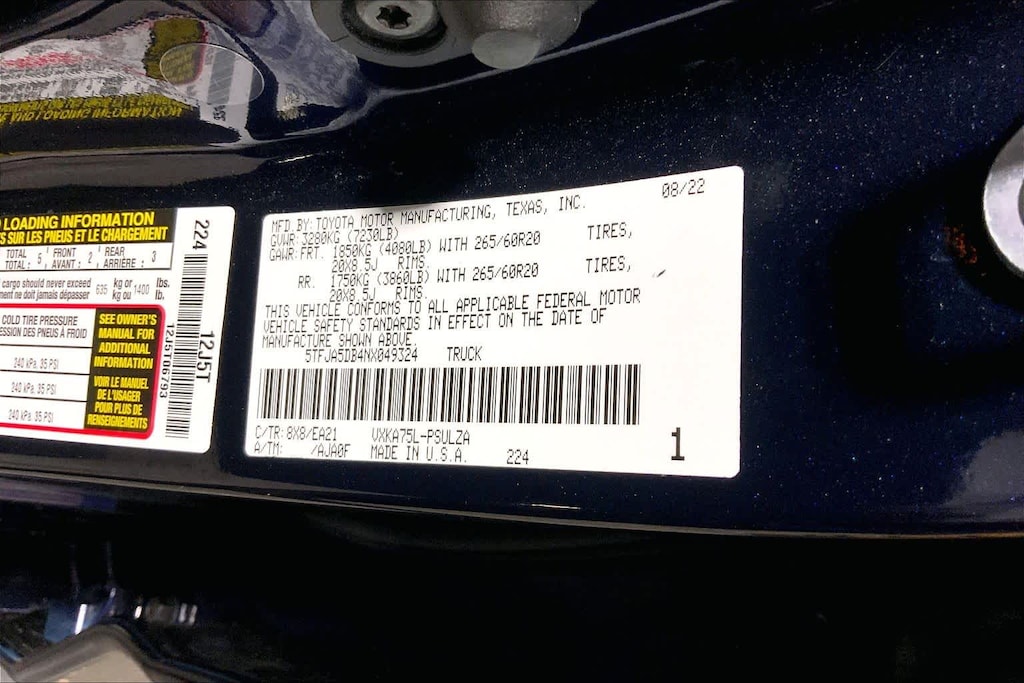 LOADING INFORMATION
S SUR LES PNEUS ET LE CHARGEMENT
TOTAL : 5 FRONT : 2 REAR : 3
TOTAL : AVANT : ARRIÈRE :
cargo should never exceed 635 kg or 1400 lbs.
ment ne doit jamais dépasser kg ou lb.
COLD TIRE PRESSURE
ESSION DES PNEUS À FROID
240 kPa, 35 PSI
240 kPa, 35 PSI
240 kPa, 35 PSI
SEE OWNER'S
MANUAL FOR
ADDITIONAL
INFORMATION
VOIR LE MANUEL
DE L'USAGER
POUR PLUS DE
RENSEIGNEMENTS
224 12J5T
12J5T06793
08/22
MFD. BY: TOYOTA MOTOR MANUFACTURING, TEXAS, INC.
GVWR: 3280KG (7230LB)
GAWR: FRT. 1850KG (4080LB) WITH 265/60R20 TIRES,
20X8.5J RIMS.
RR. 1750KG (3860LB) WITH 265/60R20 TIRES,
20X8.5J RIMS.
THIS VEHICLE CONFORMS TO ALL APPLICABLE FEDERAL MOTOR
VEHICLE SAFETY STANDARDS IN EFFECT ON THE DATE OF
MANUFACTURE SHOWN ABOVE.
5TFJA5DB4NX049324 TRUCK
C/TR: 8X8/EA21 VXKA75L-PSULZA
A/TM: /AJA0F MADE IN U.S.A. 224
1